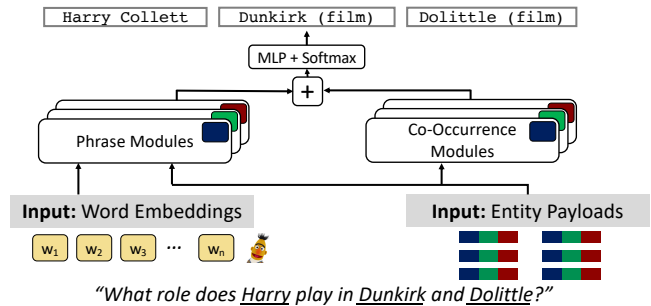 Harry Collett Dunkirk (film) Dolittle (film)
MLP + Softmax
+
Phrase Modules
Co-Occurrence
Modules
Input: Word Embeddings
Input: Entity Payloads
w1 w2 w3 ... wn
“What role does Harry play in Dunkirk and Dolittle?”